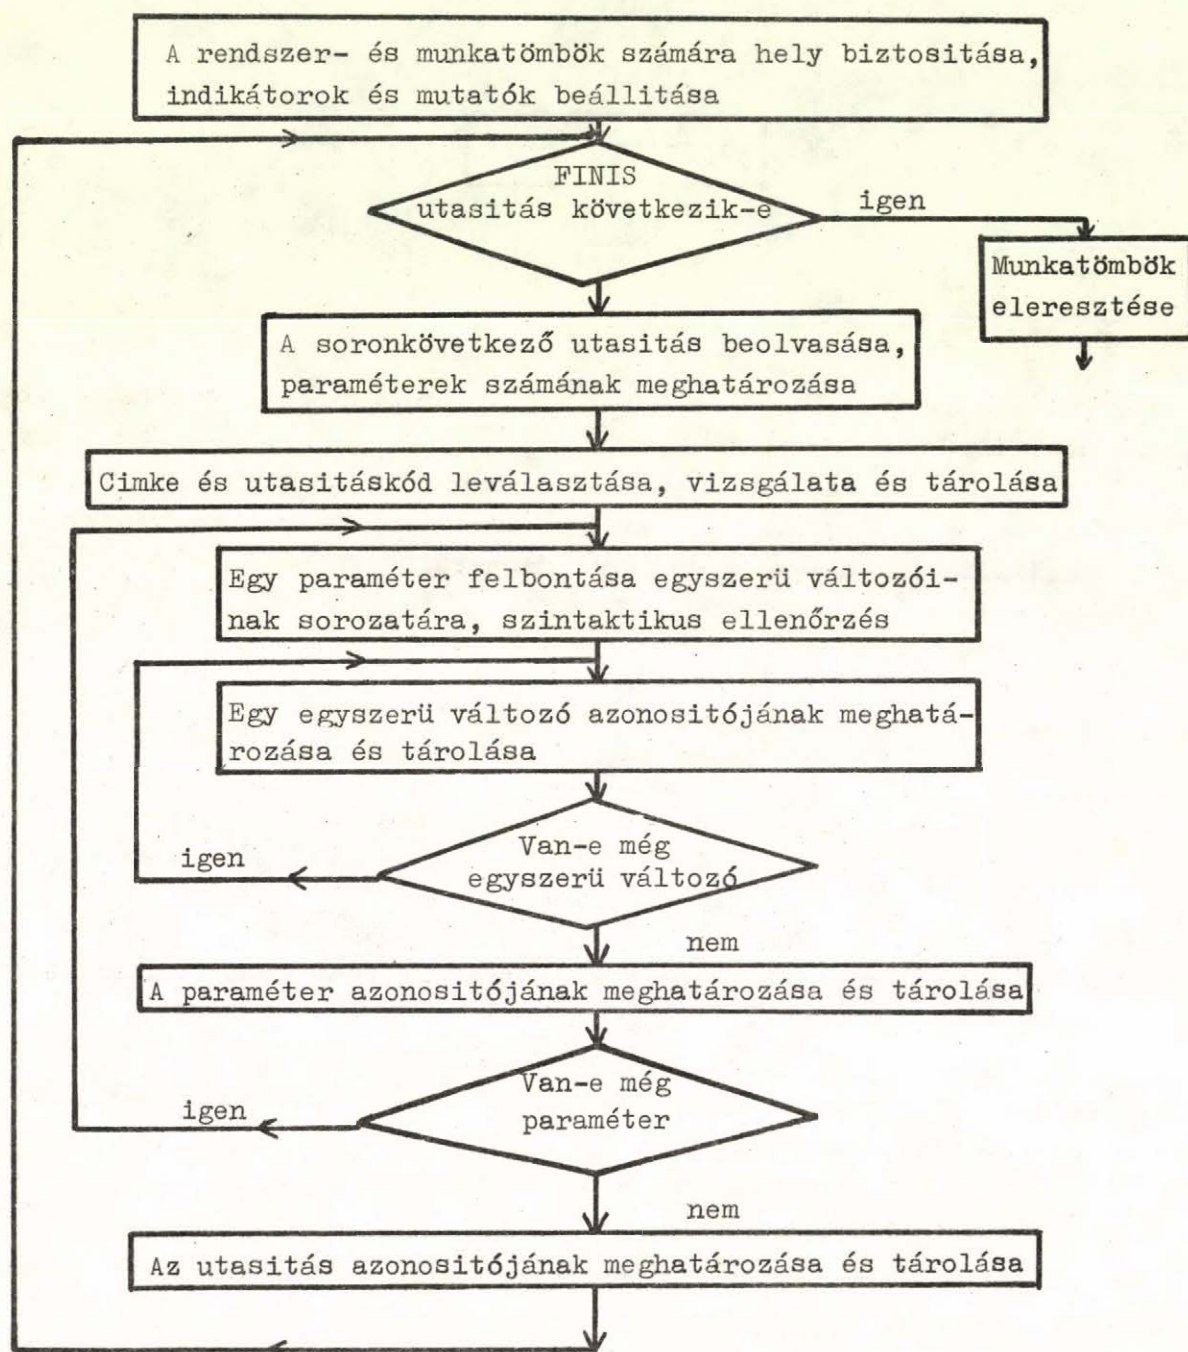 A rendszer- és munkatömbök számára hely biztositása,
indikátorok és mutatók beállitása
FINIS
utasitás következik-e
igen
Munkatömbök
eleresztése
A soronkövetkező utasitás beolvasása,
paraméterek számának meghatározása
Cimke és utasitáskód leválasztása, vizsgálata és tárolása
Egy paraméter felbontása egyszerü változói-
nak sorozatára, szintaktikus ellenőrzés
Egy egyszerü változó azonositójának meghatá-
rozása és tárolása
Van-e még
egyszerü változó
igen
nem
A paraméter azonositójának meghatározása és tárolása
Van-e még
paraméter
igen
nem
Az utasitás azonositójának meghatározása és tárolása